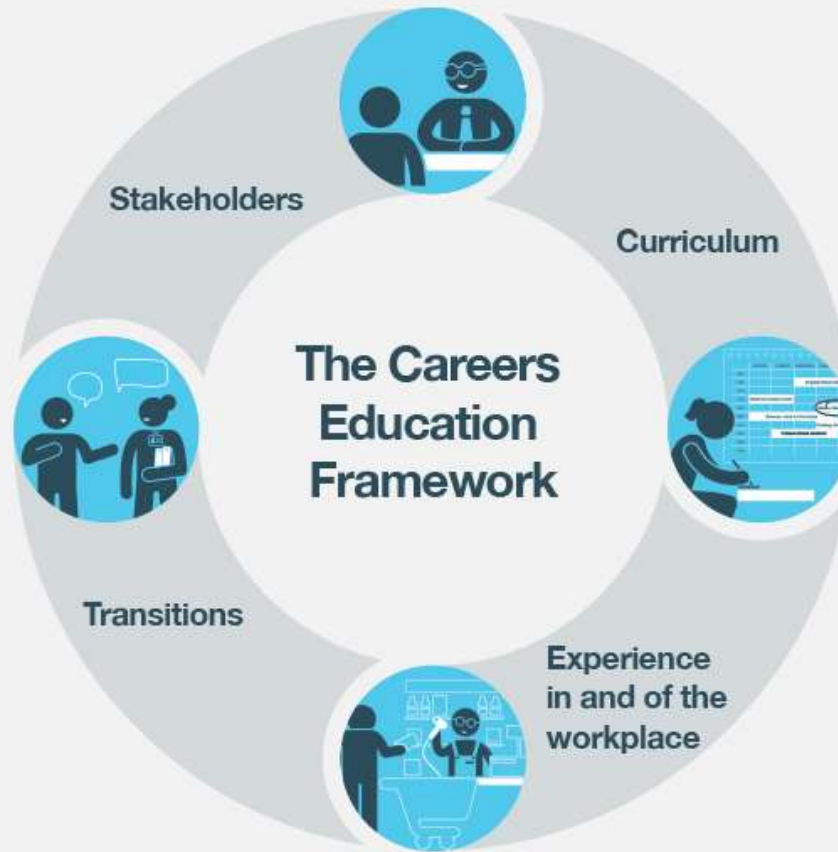 Stakeholders
Curriculum
The Careers
Education
Framework
Transitions
Experience
in and of the
workplace